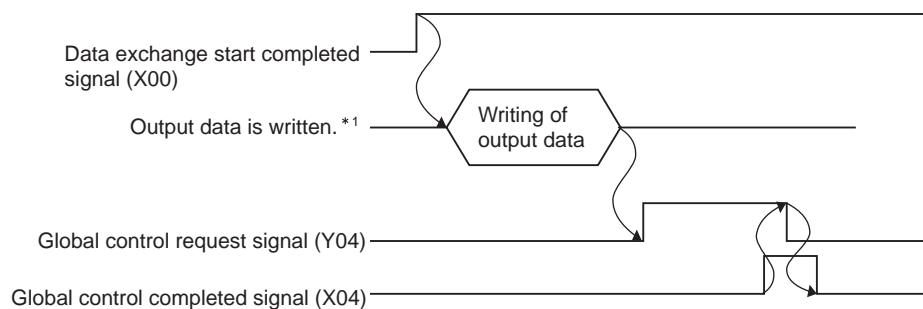 Data exchange start completed
signal (X00)
Output data is written. *1
Writing of
output data
Global control request signal (Y04)
Global control completed signal (X04)